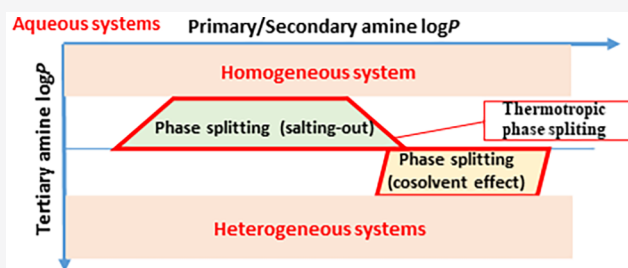 Aqueous systems
Primary/Secondary amine logP
Tertiary amine logP
Homogeneous system
Phase splitting (salting-out)
Thermotropic
phase spliting
Phase splitting
(cosolvent effect)
Heterogeneous systems